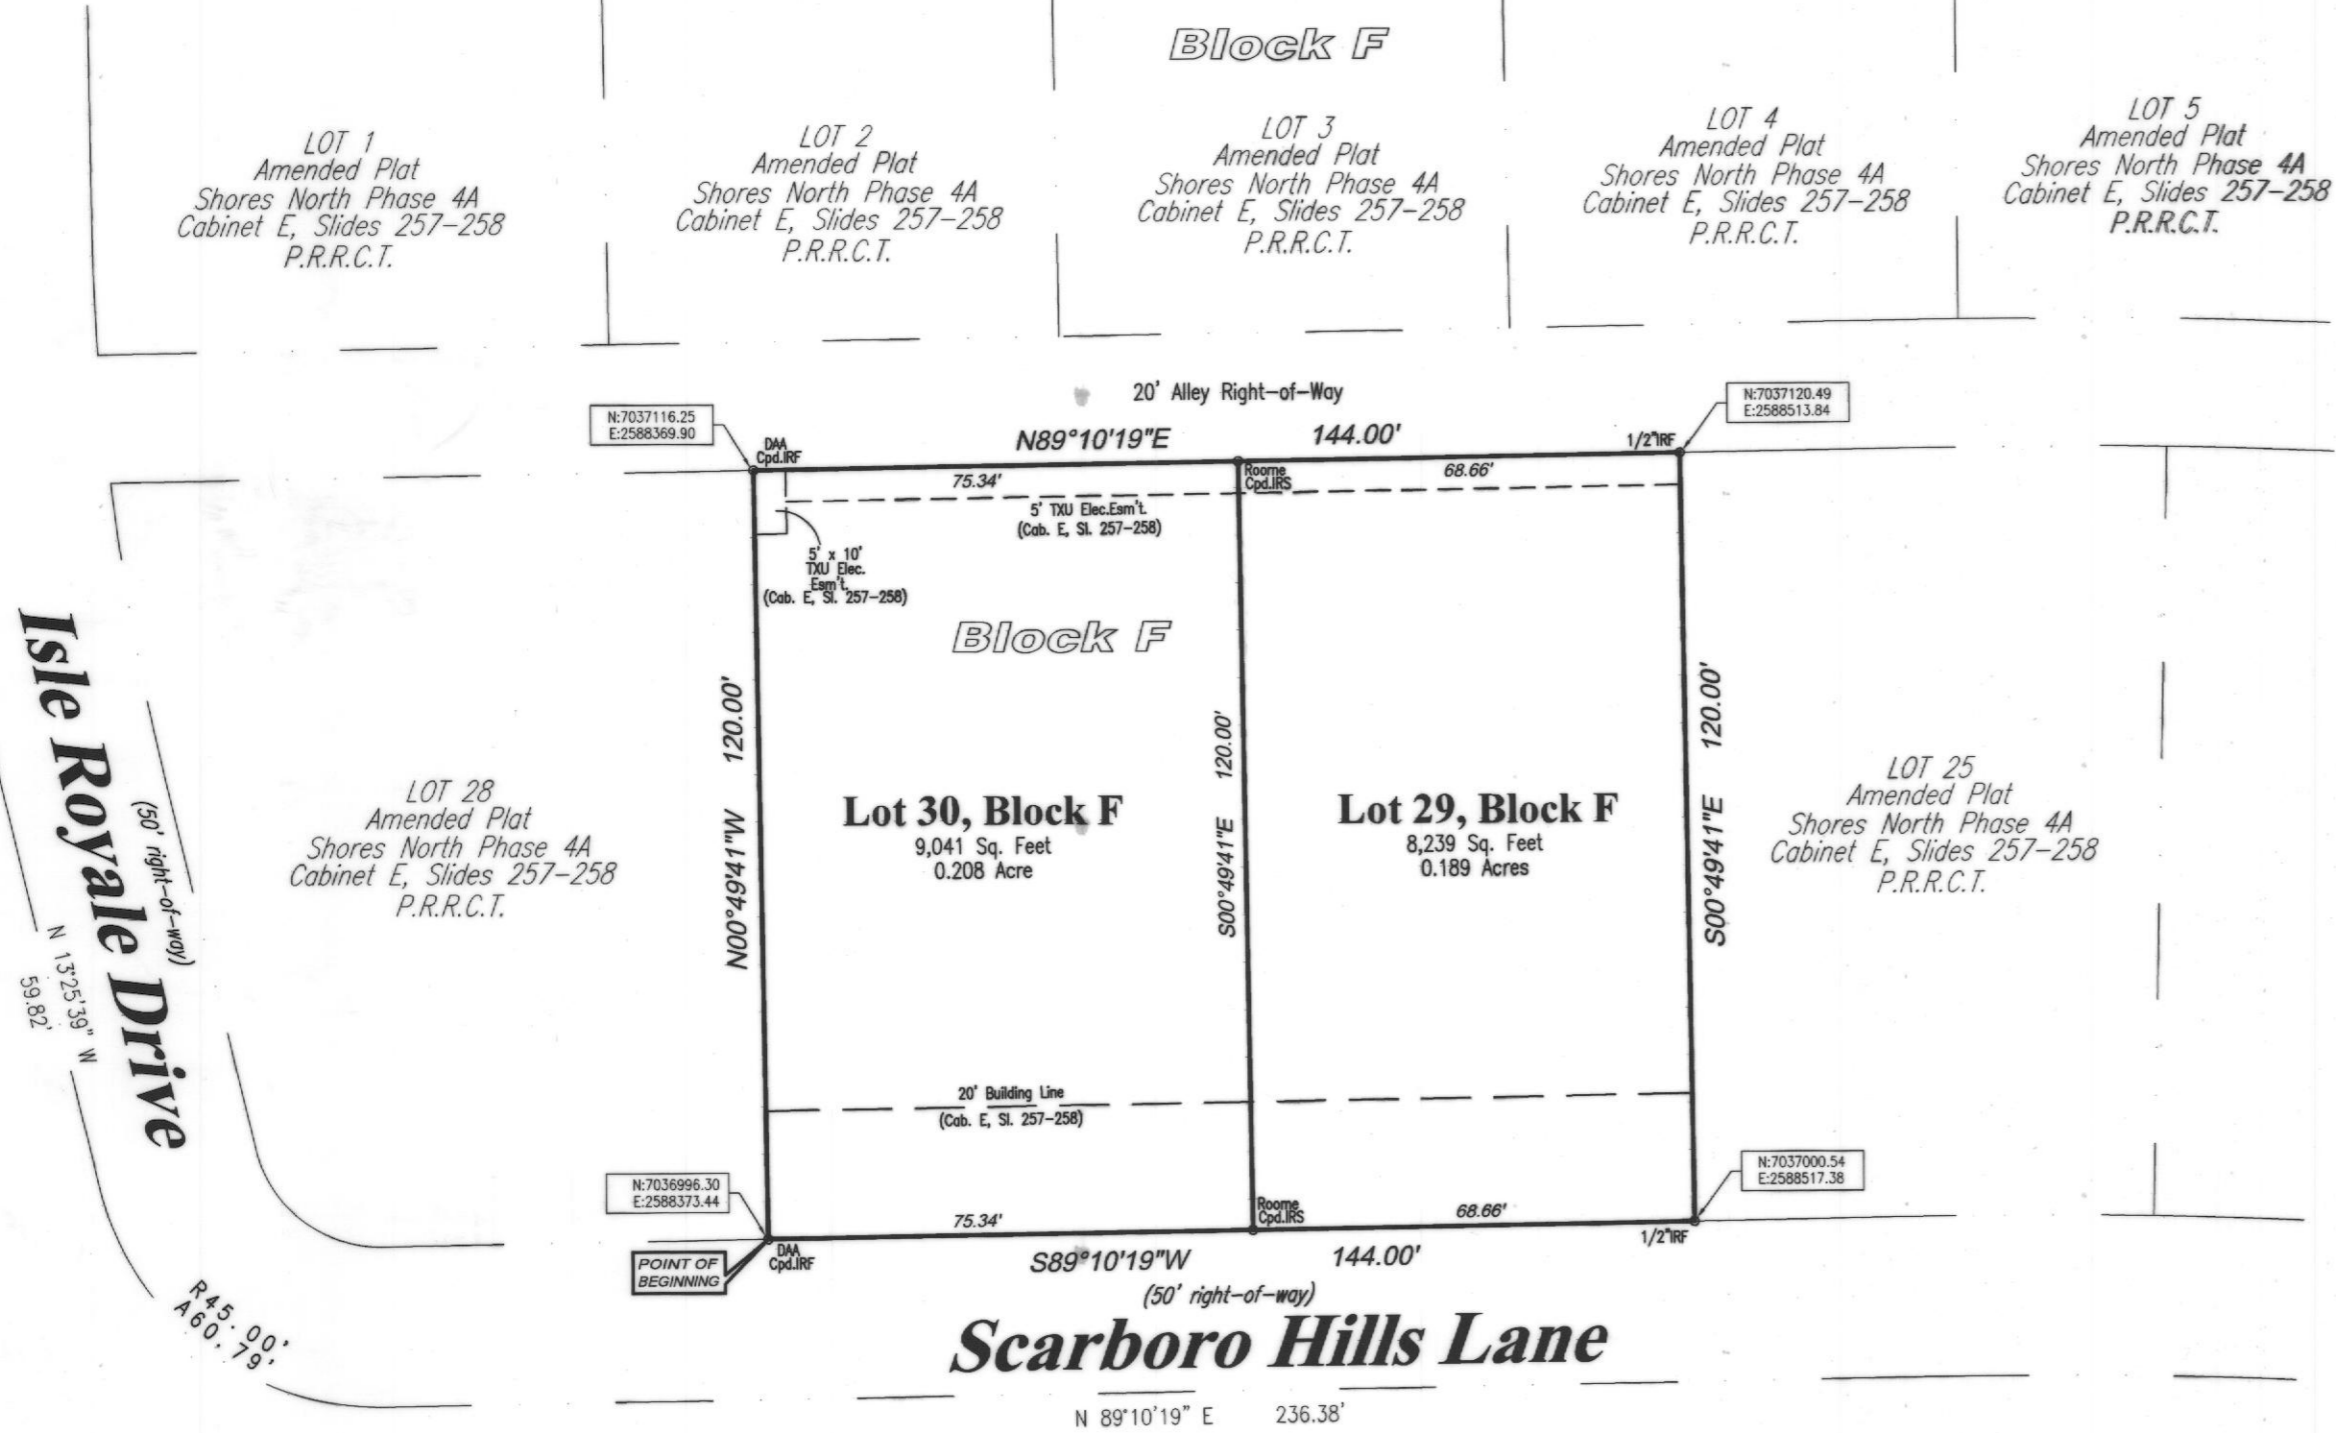 Block F
LOT 1
Amended Plat
Shores North Phase 4A
Cabinet E, Slides 257-258
P.R.R.C.T.
LOT 2
Amended Plat
Shores North Phase 4A
Cabinet E, Slides 257-258
P.R.R.C.T.
LOT 3
Amended Plat
Shores North Phase 4A
Cabinet E, Slides 257-258
P.R.R.C.T.
LOT 4
Amended Plat
Shores North Phase 4A
Cabinet E, Slides 257-258
P.R.R.C.T.
LOT 5
Amended Plat
Shores North Phase 4A
Cabinet E, Slides 257-258
P.R.R.C.T.
20' Alley Right-of-Way
N:7037116.25
E:2588369.90
N:7037120.49
E:2588513.84
DAA
Cpd.IRF
N89°10'19"E 144.00'
1/2"IRF
75.34'
Roome
Cpd.IRS
68.66'
5' TXU Elec.Esm't.
(Cab. E, Sl. 257-258)
5' x 10'
TXU Elec.
Esm't.
(Cab. E, Sl. 257-258)
Block F
Isle Royale Drive
(50' right-of-way)
N 13°25'39" W
59.82'
LOT 28
Amended Plat
Shores North Phase 4A
Cabinet E, Slides 257-258
P.R.R.C.T.
N00°49'41"W 120.00'
Lot 30, Block F
9,041 Sq. Feet
0.208 Acre
S00°49'41"E 120.00'
Lot 29, Block F
8,239 Sq. Feet
0.189 Acres
S00°49'41"E 120.00'
LOT 25
Amended Plat
Shores North Phase 4A
Cabinet E, Slides 257-258
P.R.R.C.T.
20' Building Line
(Cab. E, Sl. 257-258)
N:7036996.30
E:2588373.44
N:7037000.54
E:2588517.38
75.34'
Roome
Cpd.IRS
68.66'
1/2"IRF
DAA
Cpd.IRF
POINT OF
BEGINNING
S89°10'19"W 144.00'
(50' right-of-way)
Scarboro Hills Lane
R45.00'
A60.79'
N 89°10'19" E 236.38'